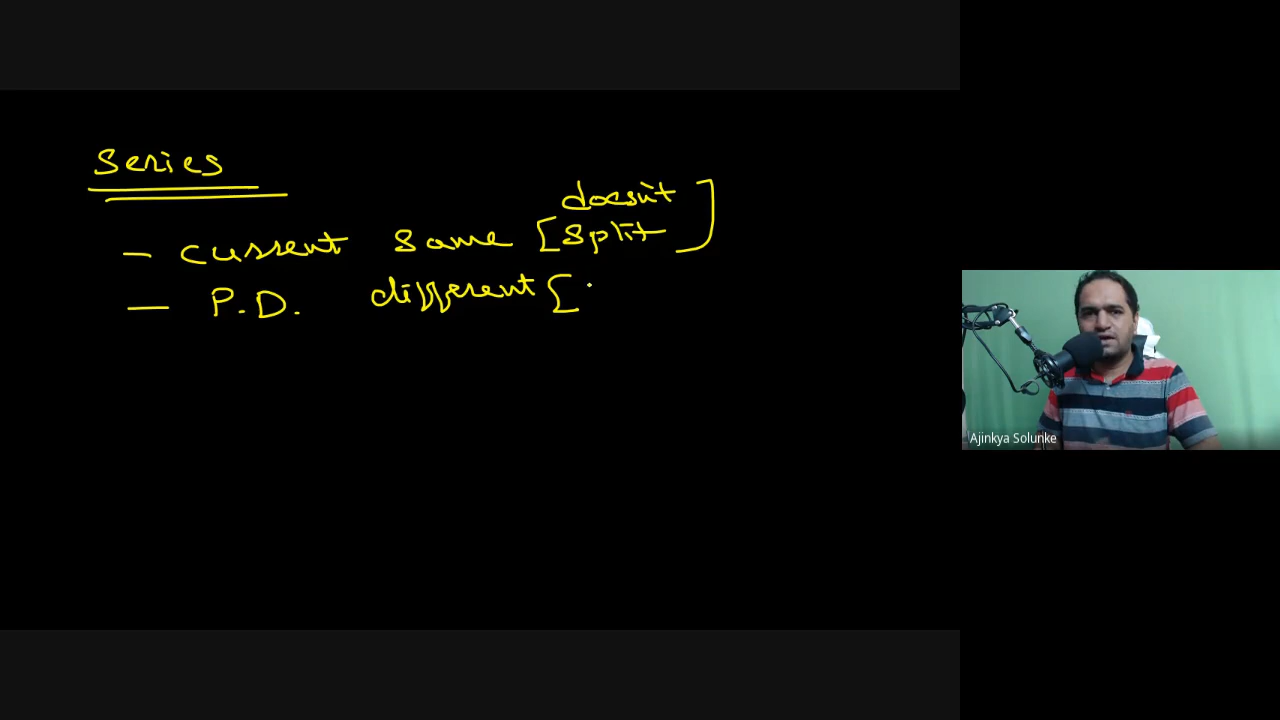 Series
doesn't
- current same [split ]
- P.D. different [
Ajinkya Solunke